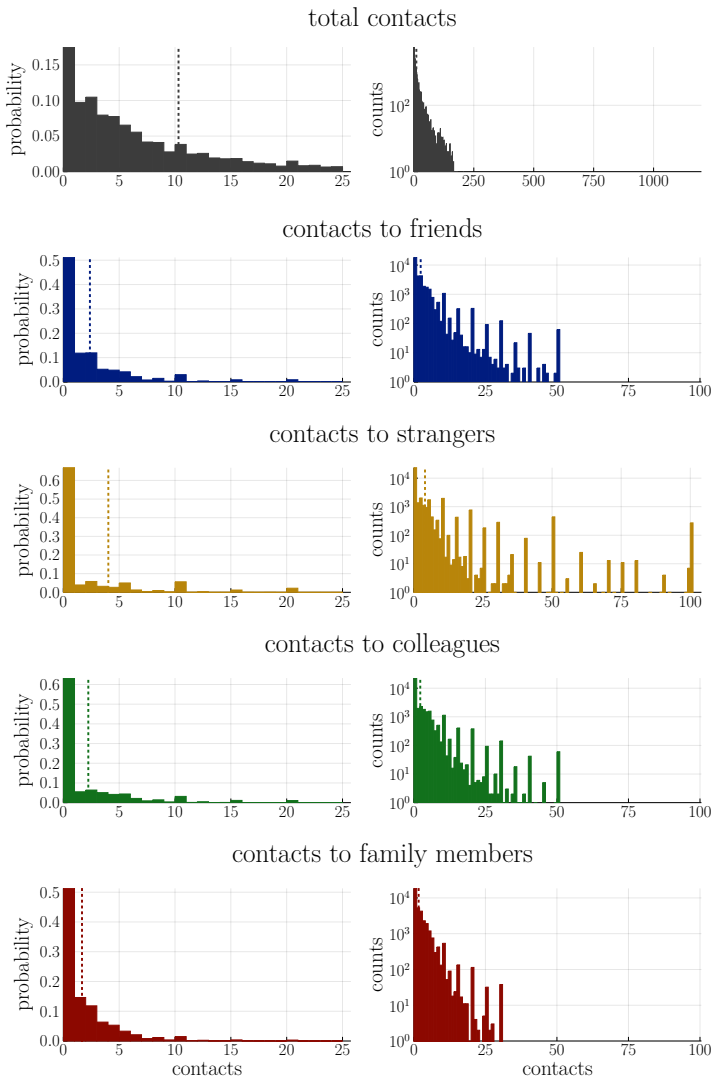 total contacts
probability
0.15
0.10
0.05
0.00
0 5 10 15 20 25
counts
10²
10⁰
0 250 500 750 1000
contacts to friends
probability
0.5
0.4
0.3
0.2
0.1
0.0
0 5 10 15 20 25
counts
10⁴
10³
10²
10¹
10⁰
0 25 50 75 100
contacts to strangers
probability
0.6
0.5
0.4
0.3
0.2
0.1
0.0
0 5 10 15 20 25
counts
10⁴
10³
10²
10¹
10⁰
0 25 50 75 100
contacts to colleagues
probability
0.6
0.5
0.4
0.3
0.2
0.1
0.0
0 5 10 15 20 25
counts
10⁴
10³
10²
10¹
10⁰
0 25 50 75 100
contacts to family members
probability
0.5
0.4
0.3
0.2
0.1
0.0
0 5 10 15 20 25
contacts
counts
10⁴
10³
10²
10¹
10⁰
0 25 50 75 100
contacts